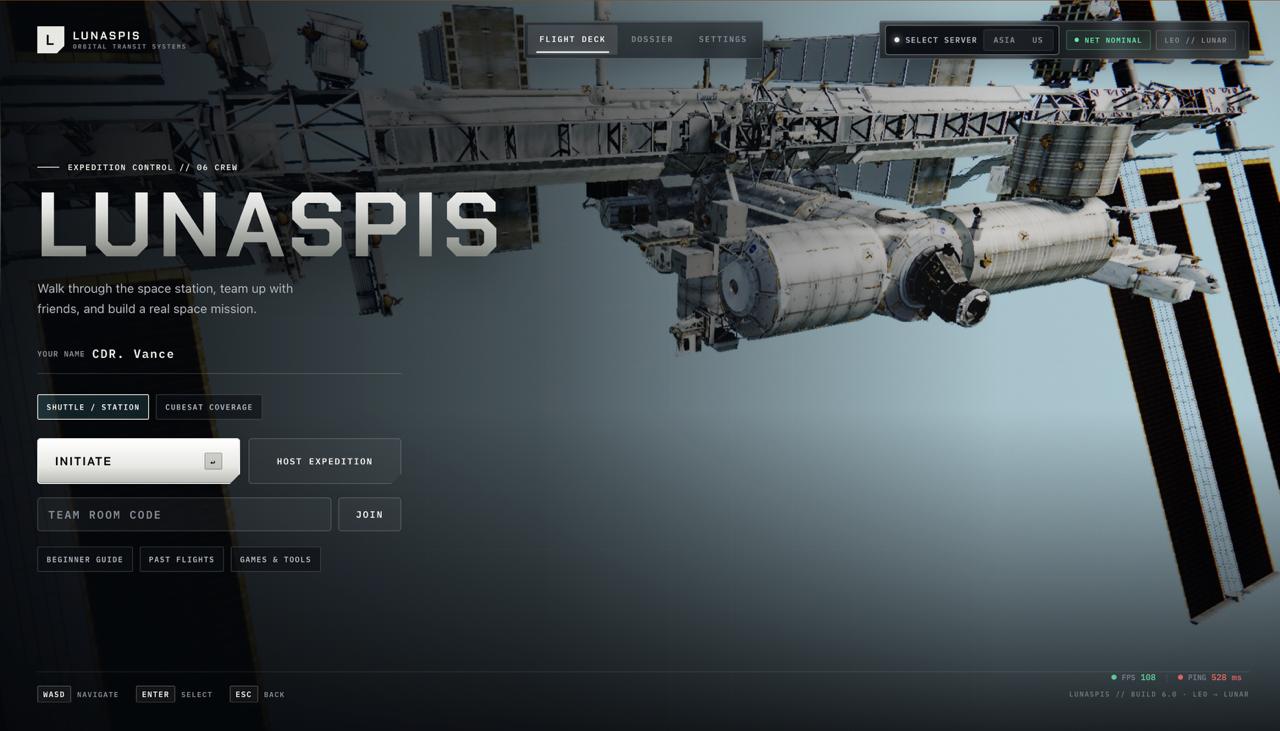 L
LUNASPIS
ORBITAL TRANSIT SYSTEMS
FLIGHT DECK
DOSSIER
SETTINGS
SELECT SERVER
ASIA
US
NET NOMINAL
LEO // LUNAR
EXPEDITION CONTROL // 06 CREW
LUNASPIS
Walk through the space station, team up with
friends, and build a real space mission.
YOUR NAME CDR. Vance
SHUTTLE / STATION
CUBESAT COVERAGE
INITIATE ↵
HOST EXPEDITION
TEAM ROOM CODE
JOIN
BEGINNER GUIDE
PAST FLIGHTS
GAMES & TOOLS
FPS 108 | PING 528 ms
WASD NAVIGATE
ENTER SELECT
ESC BACK
LUNASPIS // BUILD 6.0 · LEO → LUNAR